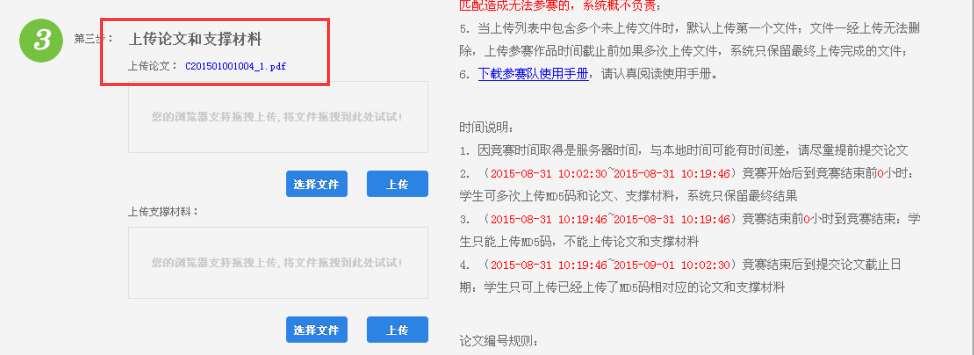 3
第三步:
上传论文和支撑材料
上传论文: C201501001004_1.pdf
您的浏览器支持拖拽上传,将文件拖拽到此处试试!
选择文件
上传
上传支撑材料:
您的浏览器支持拖拽上传,将文件拖拽到此处试试!
选择文件
上传
匹配造成无法参赛的，系统概不负责;
5. 当上传列表中包含多个未上传文件时，默认上传第一个文件; 文件一经上传无法删
除，上传参赛作品时间截止前如果多次上传文件，系统只保留最终上传完成的文件;
6. 下载参赛队使用手册，请认真阅读使用手册。
时间说明:
1. 因竞赛时间取得是服务器时间，与本地时间可能有时间差，请尽量提前提交论文
2. （2015-08-31 10:02:30~2015-08-31 10:19:46）竞赛开始后到竞赛结束前0小时:
学生可多次上传MD5码和论文、支撑材料，系统只保留最终结果
3. （2015-08-31 10:19:46~2015-08-31 10:19:46）竞赛结束前0小时到竞赛结束: 学
生只能上传MD5码，不能上传论文和支撑材料
4. （2015-08-31 10:19:46~2015-09-01 10:02:30）竞赛结束后到提交论文截止日
期: 学生只可上传已经上传了MD5码相对应的论文和支撑材料
论文编号规则: